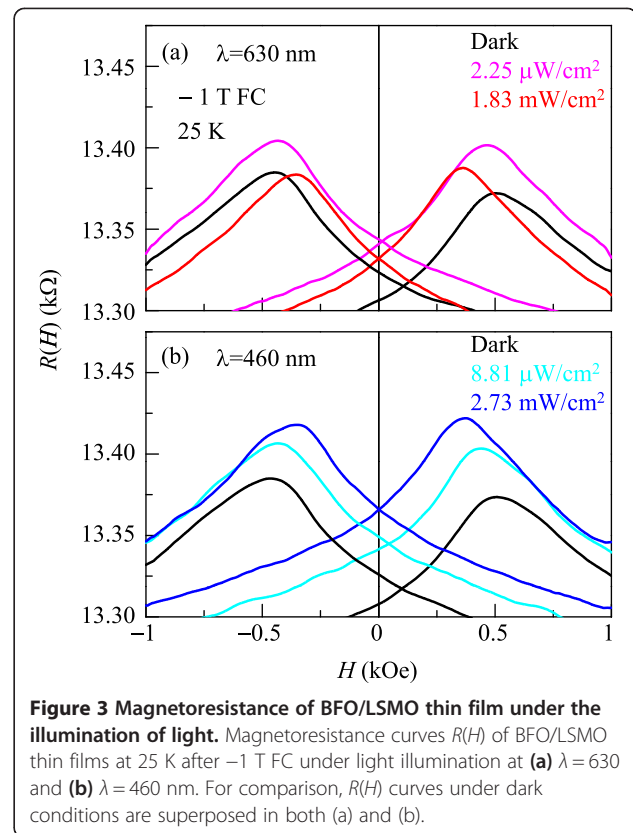 (a) λ=630 nm
Dark
2.25 μW/cm²
1.83 mW/cm²
− 1 T FC
25 K
13.45
13.40
13.35
13.30
(b) λ=460 nm
Dark
8.81 μW/cm²
2.73 mW/cm²
13.45
13.40
13.35
13.30
R(H) (kΩ)
−1 −0.5 0 0.5 1
H (kOe)
Figure 3 Magnetoresistance of BFO/LSMO thin film under the
illumination of light. Magnetoresistance curves R(H) of BFO/LSMO
thin films at 25 K after −1 T FC under light illumination at (a) λ = 630
and (b) λ = 460 nm. For comparison, R(H) curves under dark
conditions are superposed in both (a) and (b).